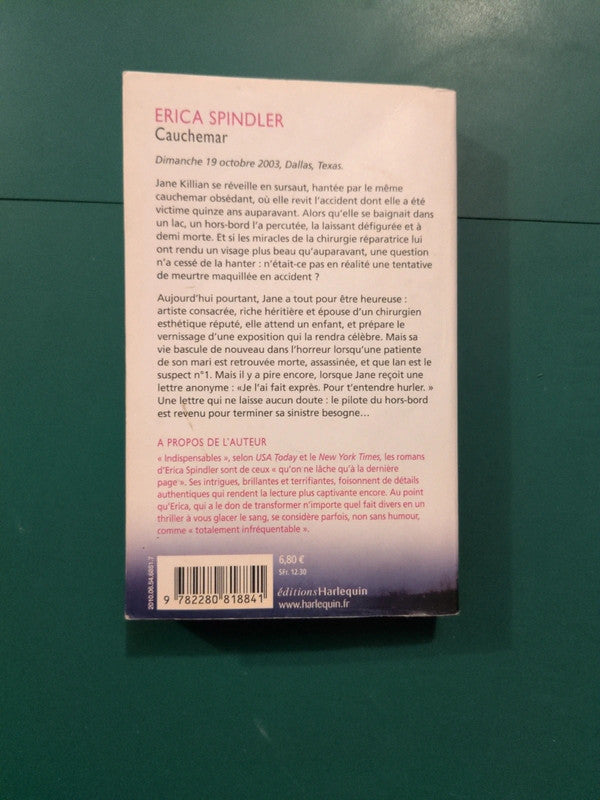 ERICA SPINDLER
Cauchemar
Dimanche 19 octobre 2003, Dallas, Texas.
Jane Killian se réveille en sursaut, hantée par le même
cauchemar obsédant, où elle revit l'accident dont elle a été
victime quinze ans auparavant. Alors qu'elle se baignait dans
un lac, un hors-bord l'a percutée, la laissant défigurée et à
demi morte. Et si les miracles de la chirurgie réparatrice lui
ont rendu un visage plus beau qu'auparavant, une question
n'a cessé de la hanter : n'était-ce pas en réalité une tentative
de meurtre maquillée en accident ?
Aujourd'hui pourtant, Jane a tout pour être heureuse :
artiste consacrée, riche héritière et épouse d'un chirurgien
esthétique réputé, elle attend un enfant, et prépare le
vernissage d'une exposition qui la rendra célèbre. Mais sa
vie bascule de nouveau dans l'horreur lorsqu'une patiente
de son mari est retrouvée morte, assassinée, et que Ian est le
suspect n°1. Mais il y a pire encore, lorsque Jane reçoit une
lettre anonyme : «Je l'ai fait exprès. Pour t'entendre hurler. »
Une lettre qui ne laisse aucun doute : le pilote du hors-bord
est revenu pour terminer sa sinistre besogne...
A PROPOS DE L'AUTEUR
« Indispensables », selon USA Today et le New York Times, les romans
d'Erica Spindler sont de ceux « qu'on ne lâche qu'à la dernière
page ». Ses intrigues, brillantes et terrifiantes, foisonnent de détails
authentiques qui rendent la lecture plus captivante encore. Au point
qu'Erica, qui a le don de transformer n'importe quel fait divers en un
thriller à vous glacer le sang, se considère parfois, non sans humour,
comme « totalement infréquentable ».
2010.08.54.6851.7
9 782280 818841
6,80 €
SFr. 12.30
éditionsHarlequin
www.harlequin.fr